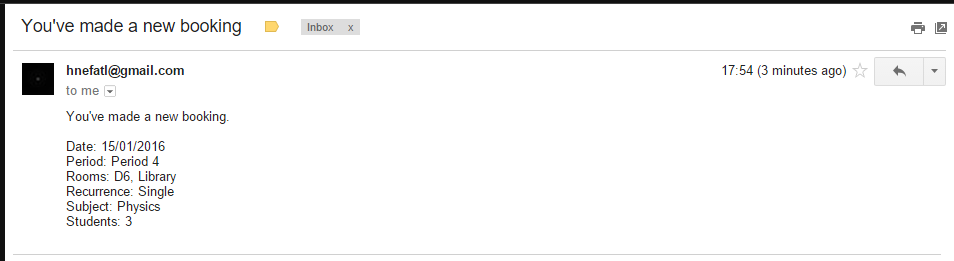 You've made a new booking
Inbox x
hnefatl@gmail.com
17:54 (3 minutes ago)
to me
You've made a new booking.
Date: 15/01/2016
Period: Period 4
Rooms: D6, Library
Recurrence: Single
Subject: Physics
Students: 3